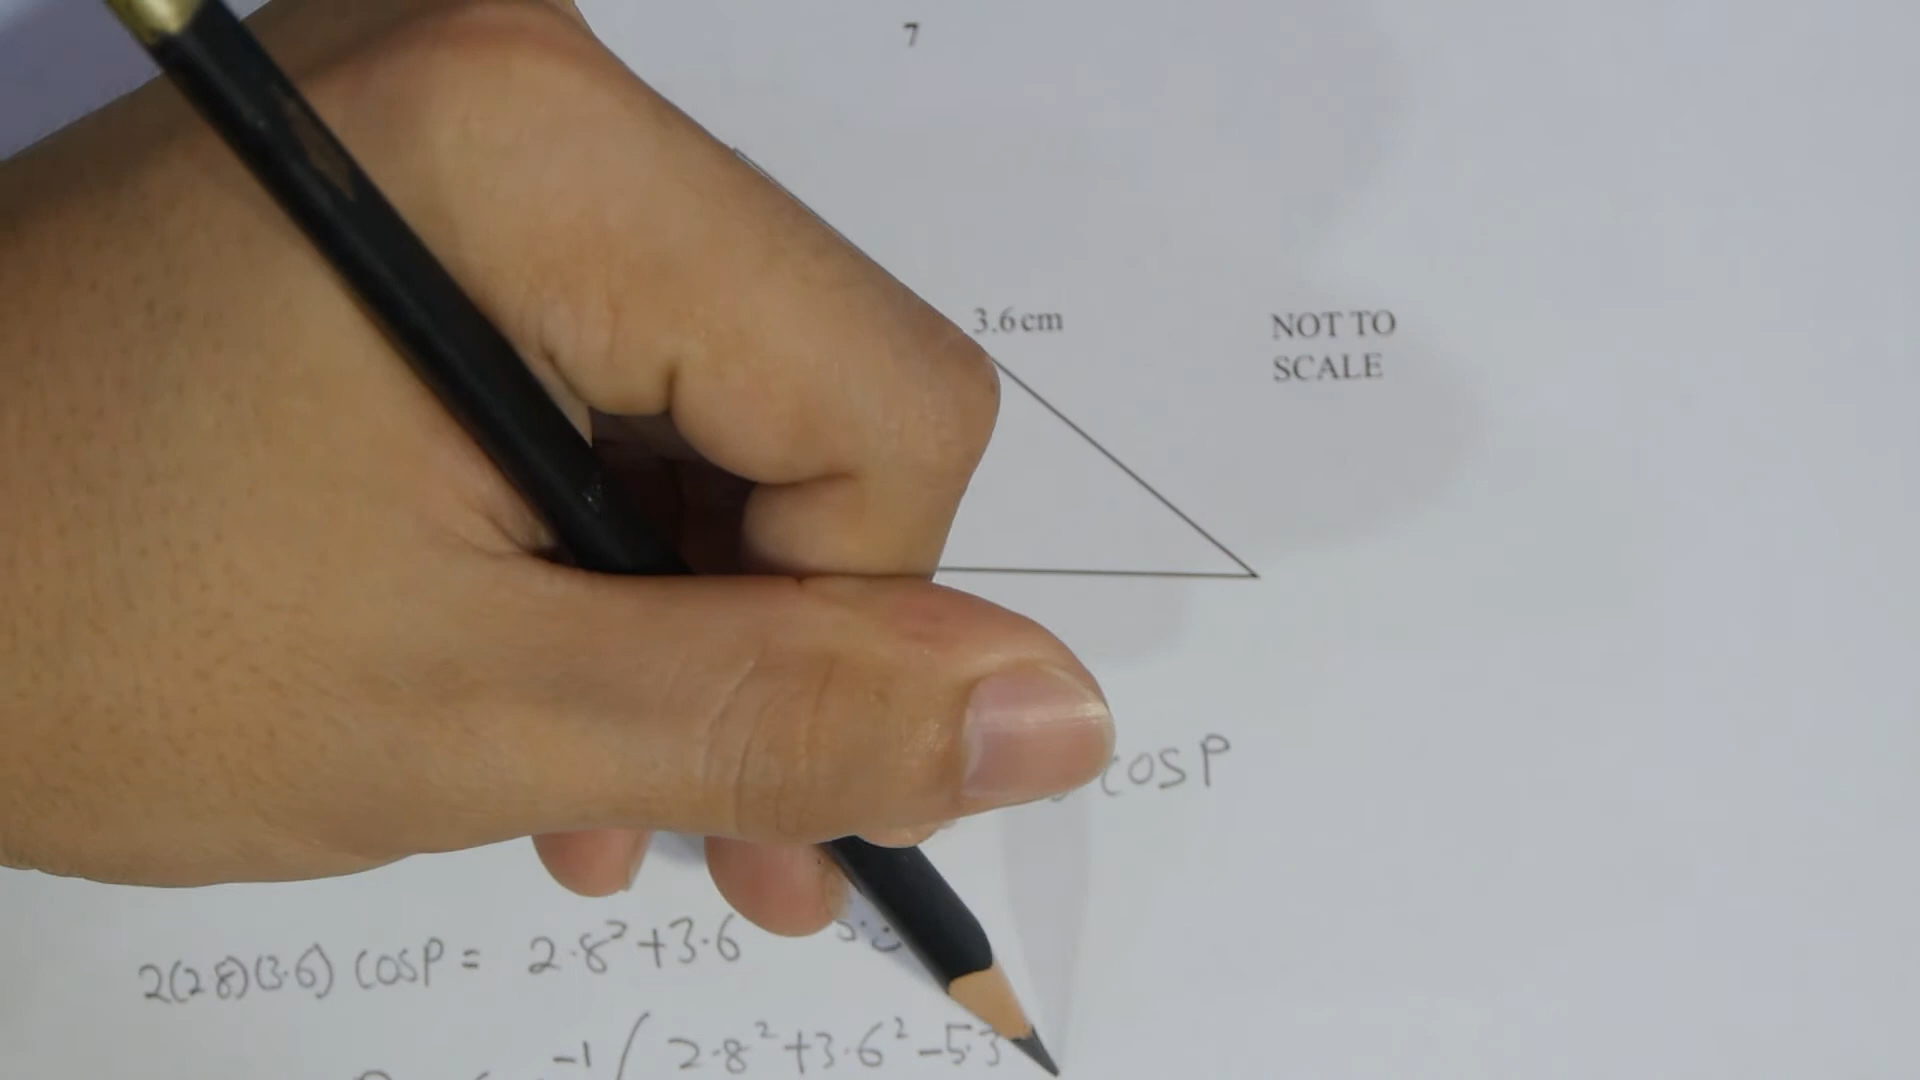 7
3.6 cm
NOT TO
SCALE
cos P
2(2.8)(3.6) cos P = 2.8² + 3.6
-1 ( 2.8² + 3.6² - 5.3